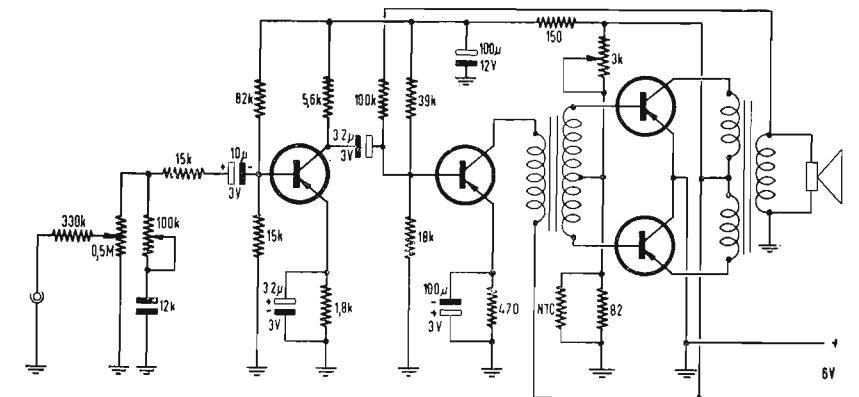 150
100µ
12V
3k
82k
5,6k
100k
39k
3,2µ
3V
15k
10µ
+ -
3V
330k
0,5M
100k
15k
18k
12k
3,2µ
+
3V
1,8k
100µ
-
+
3V
470
NTC
82
+
6V